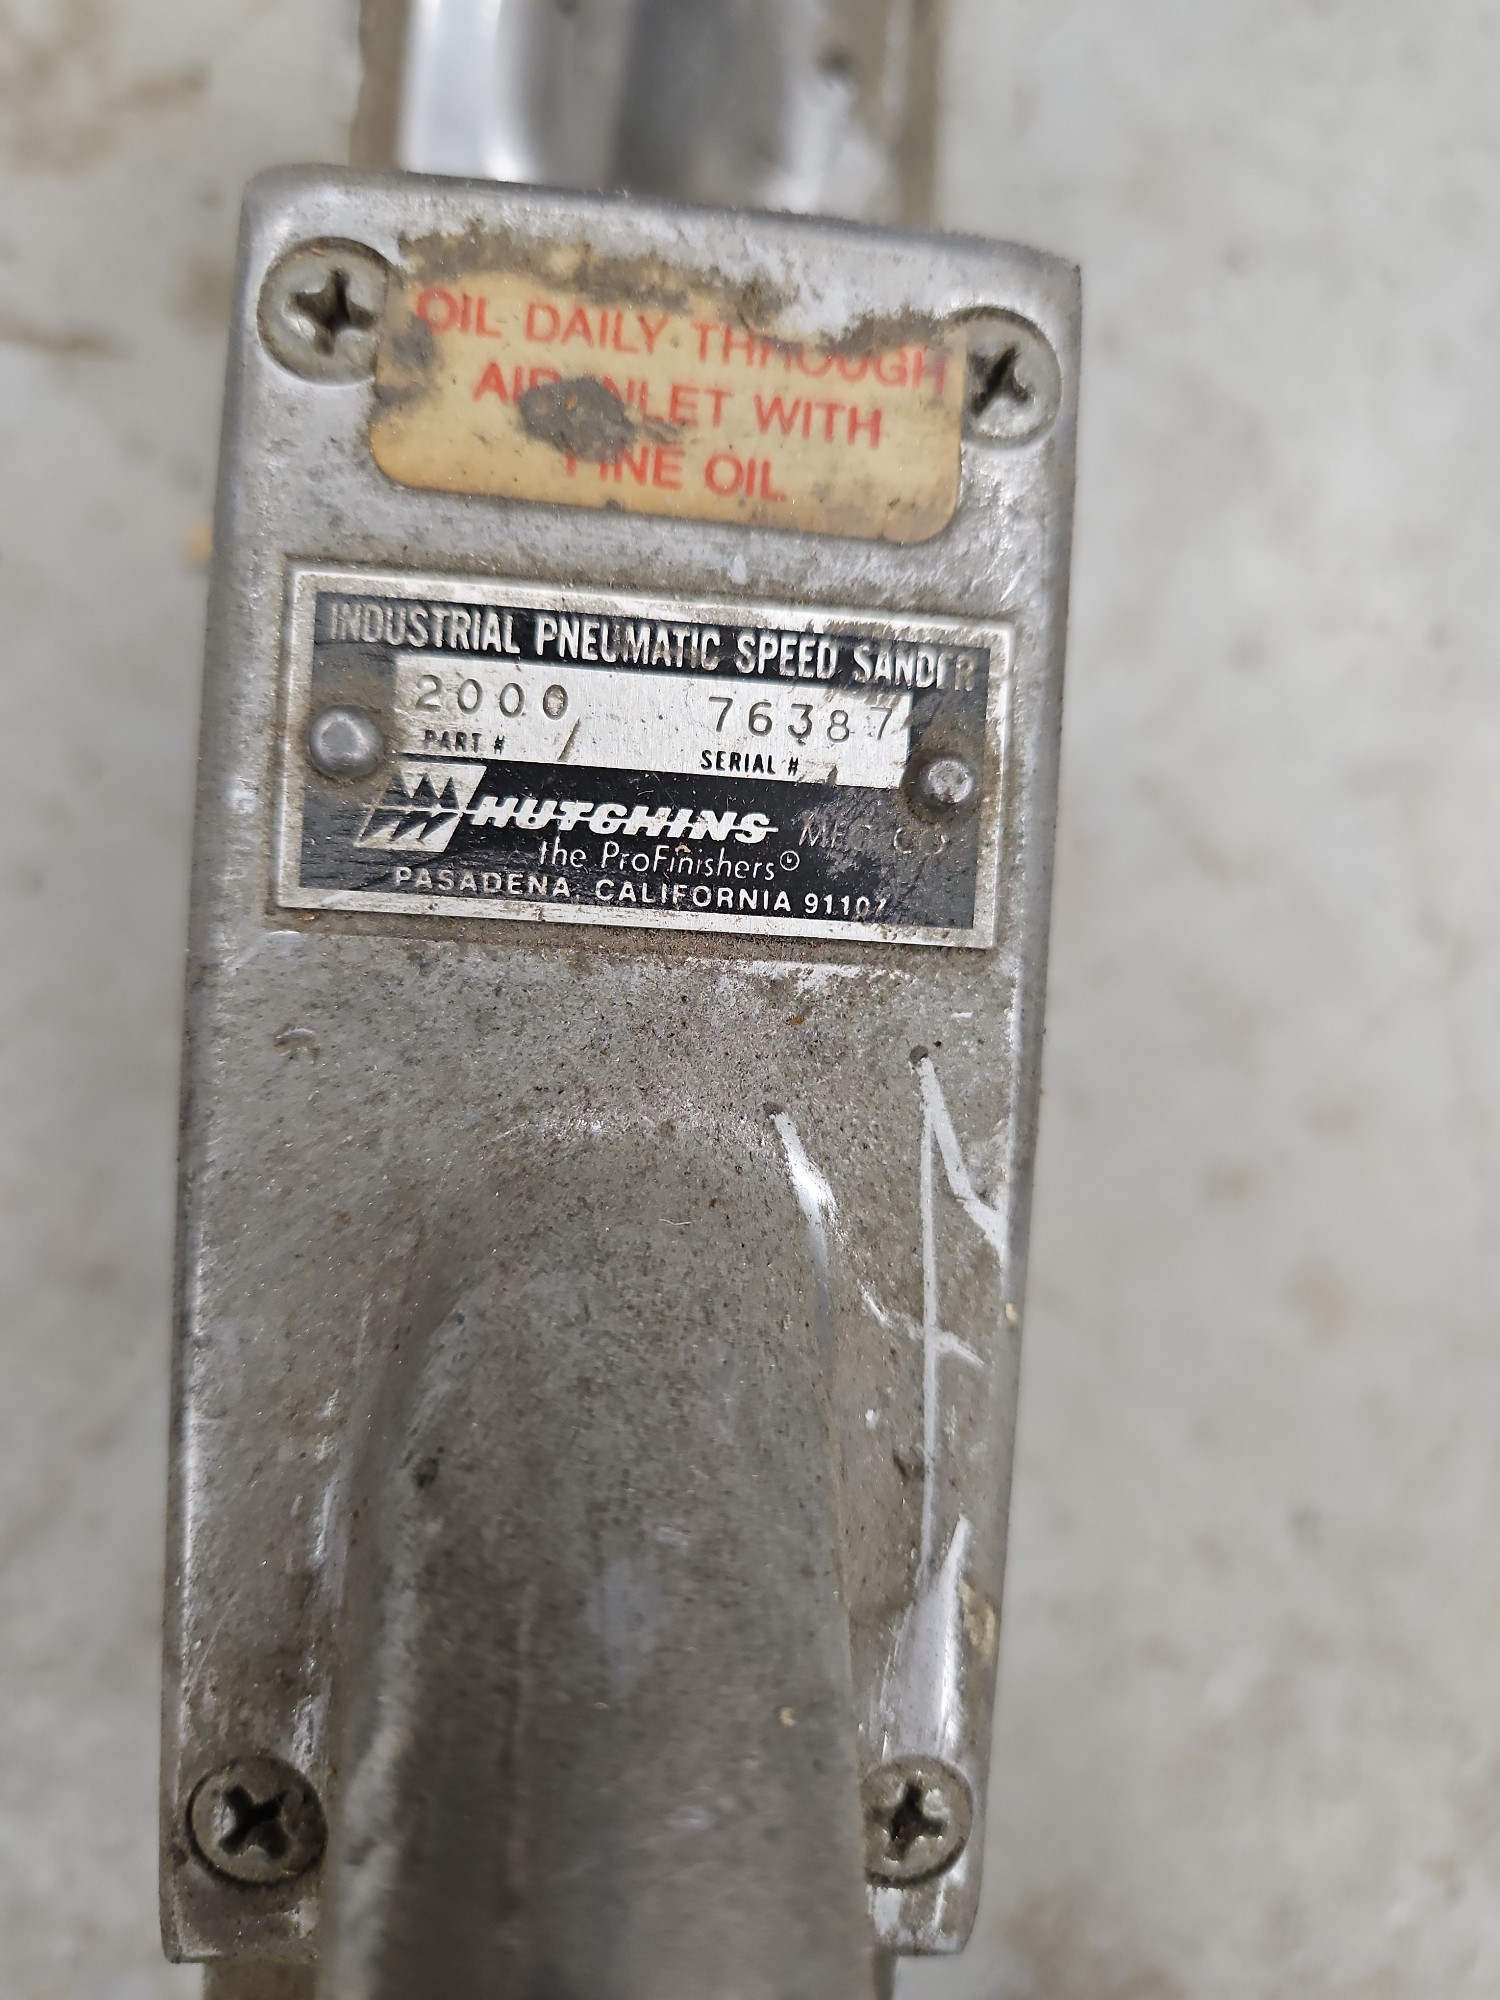 OIL DAILY THROUGH
AIR INLET WITH
FINE OIL
INDUSTRIAL PNEUMATIC SPEED SANDER
2000 76387
PART # SERIAL #
HUTCHINS MFG CO
the ProFinishers
PASADENA, CALIFORNIA 91107